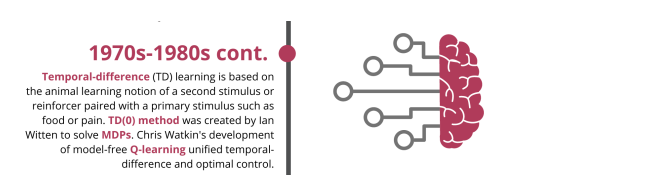 1970s-1980s cont.
Temporal-difference (TD) learning is based on
the animal learning notion of a second stimulus or
reinforcer paired with a primary stimulus such as
food or pain. TD(0) method was created by Ian
Witten to solve MDPs. Chris Watkin's development
of model-free Q-learning unified temporal-
difference and optimal control.